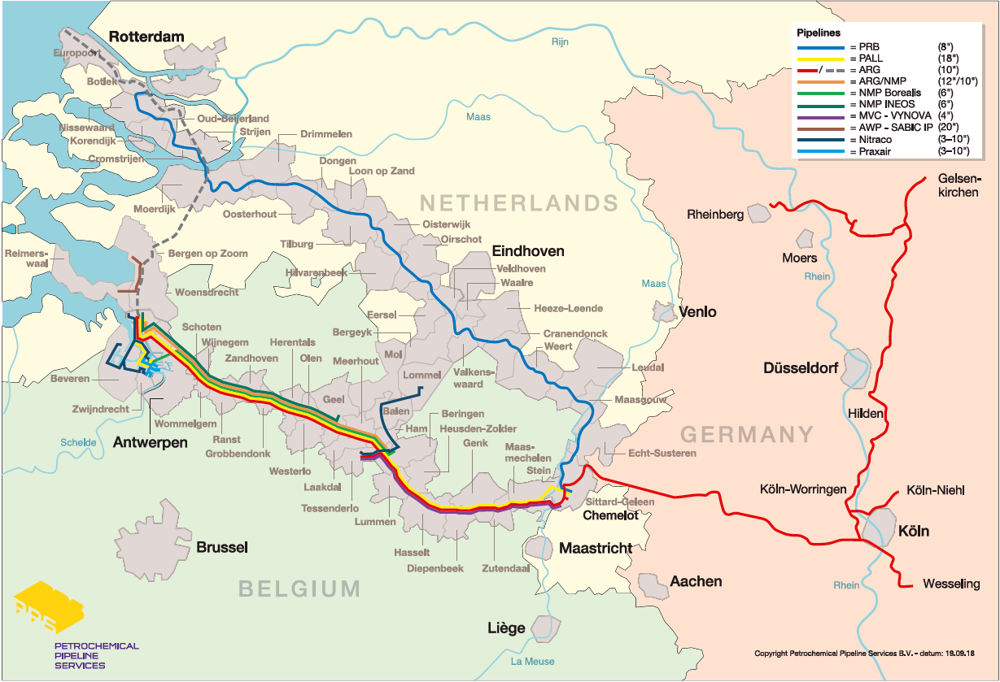 Rotterdam
Europoort
Botlek
Rijn
Pipelines
= PRB (8")
= PALL (18")
/ = ARG (10")
= ARG/NMP (12"/10")
= NMP Borealis (6")
= NMP INEOS (6")
= MVC - VYNOVA (4")
= AWP - SABIC IP (20")
= Nitraco (3–10")
= Praxair (3–10")
Oud-Beijerland
Nissewaard
Strijen
Korendijk
Drimmelen
Maas
Cromstrijen
Dongen
Loon op Zand
Moerdijk
NETHERLANDS
Oosterhout
Gelsen-
kirchen
Rheinberg
Oisterwijk
Tilburg
Oirschot
Reimers-
waal
Bergen op Zoom
Eindhoven
Moers
Hilvarenbeek
Veldhoven
Waalre
Rhein
Maas
Woensdrecht
Eersel
Heeze-Leende
Venlo
Schoten
Bergeyk
Cranendonck
Wijnegem
Herentals
Weert
Zandhoven
Olen
Meerhout
Mol
Leudal
Düsseldorf
Beveren
Lommel
Valkens-
waard
Geel
Maasgouw
Zwijndrecht
Balen
Beringen
Hilden
Wommelgem
Ham
Heusden-Zolder
GERMANY
Antwerpen
Ranst
Genk
Maas-
mechelen
Schelde
Grobbendonk
Echt-Susteren
Westerlo
Stein
Laakdal
Köln-Worringen
Köln-Niehl
Tessenderlo
Sittard-Geleen
Chemelot
Lummen
Köln
Brussel
Hasselt
Maastricht
Diepenbeek
Zutendaal
BELGIUM
Aachen
Rhein
Wesseling
PPS
Liège
PETROCHEMICAL
PIPELINE
SERVICES
La Meuse
Copyright Petrochemical Pipeline Services B.V. - datum: 19.09.18